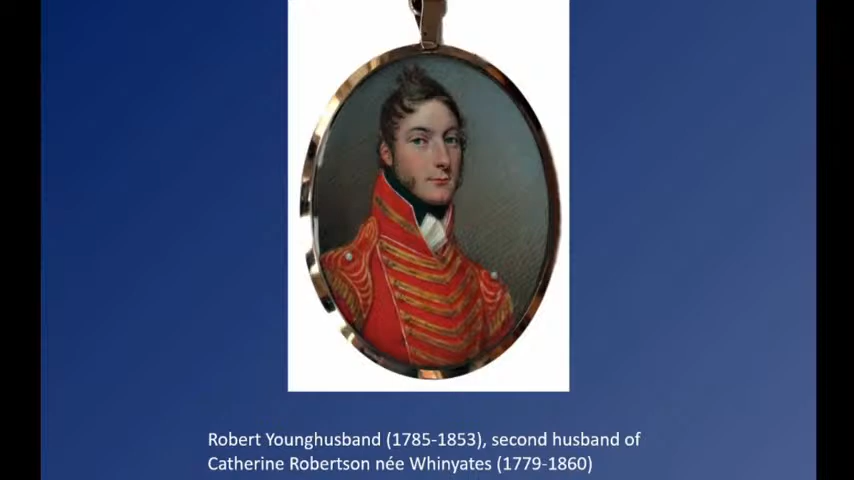 Robert Younghusband (1785-1853), second husband of
Catherine Robertson née Whinyates (1779-1860)